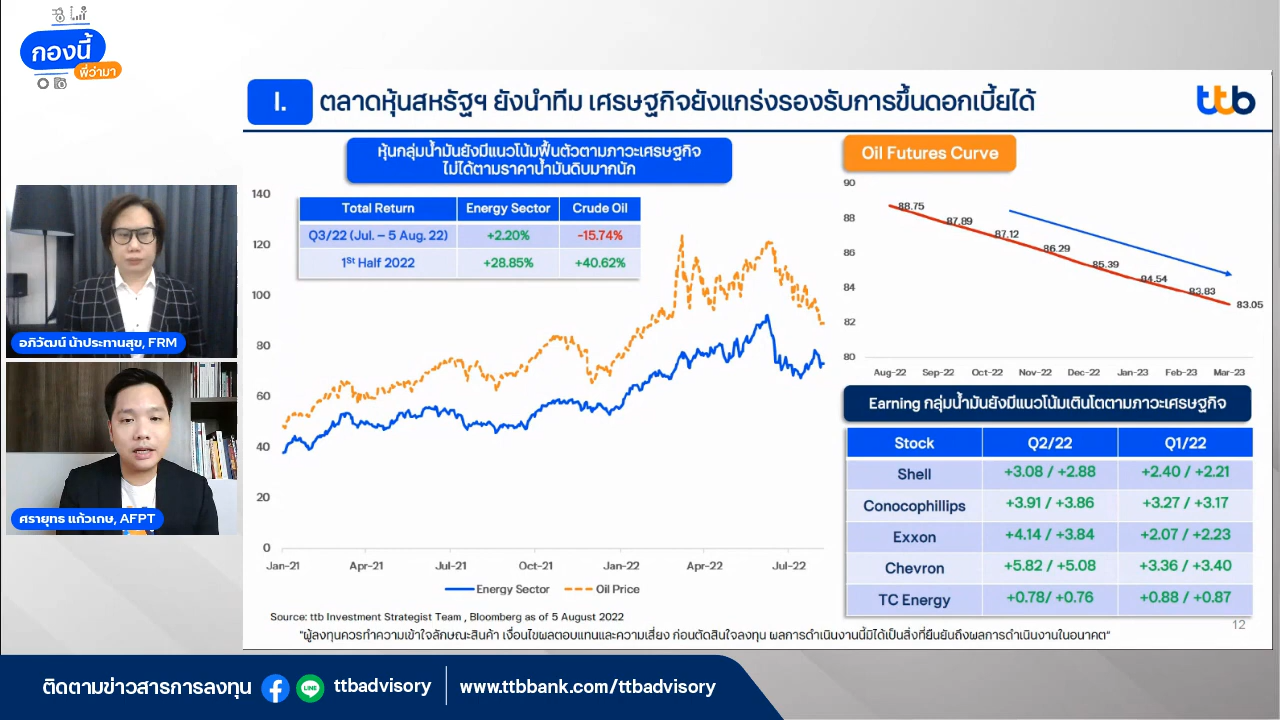 กองนี้
พี่ว่ามา
I.
ตลาดหุ้นสหรัฐฯ ยังนำทีม เศรษฐกิจยังแกร่งรองรับการขึ้นดอกเบี้ยได้
ttb
หุ้นกลุ่มน้ำมันยังมีแนวโน้มฟื้นตัวตามภาวะเศรษฐกิจ
ไม่ได้ตามราคาน้ำมันดิบมากนัก
Total Return Energy Sector Crude Oil
Q3/22 (Jul. – 5 Aug. 22) +2.20% -15.74%
1St Half 2022 +28.85% +40.62%
140
120
100
80
60
40
20
0
Jan-21 Apr-21 Jul-21 Oct-21 Jan-22 Apr-22 Jul-22
Energy Sector Oil Price
Source: ttb Investment Strategist Team , Bloomberg as of 5 August 2022
"ผู้ลงทุนควรทำความเข้าใจลักษณะสินค้า เงื่อนไขผลตอบแทนและความเสี่ยง ก่อนตัดสินใจลงทุน ผลการดำเนินงานนี้มิได้เป็นสิ่งที่ยืนยันถึงผลการดำเนินงานในอนาคต"
Oil Futures Curve
90
88
86
84
82
80
88.75
87.89
87.12
86.29
85.39
84.54
83.83
83.05
Aug-22 Sep-22 Oct-22 Nov-22 Dec-22 Jan-23 Feb-23 Mar-23
Earning กลุ่มน้ำมันยังมีแนวโน้มเติบโตตามภาวะเศรษฐกิจ
Stock Q2/22 Q1/22
Shell +3.08 / +2.88 +2.40 / +2.21
Conocophillips +3.91 / +3.86 +3.27 / +3.17
Exxon +4.14 / +3.84 +2.07 / +2.23
Chevron +5.82 / +5.08 +3.36 / +3.40
TC Energy +0.78/ +0.76 +0.88 / +0.87
12
อภิวัฒน์ น้าประทานสุข, FRM
ศรายุทธ แก้วเกษ, AFPT
ติดตามข่าวสารการลงทุน
LINE
ttbadvisory
www.ttbbank.com/ttbadvisory